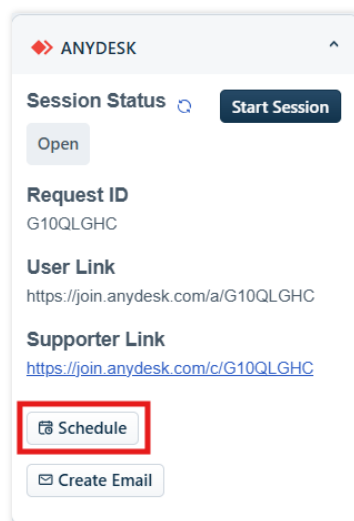 ANYDESK
Session Status
Start Session
Open
Request ID
G10QLGHC
User Link
https://join.anydesk.com/a/G10QLGHC
Supporter Link
https://join.anydesk.com/c/G10QLGHC
Schedule
Create Email